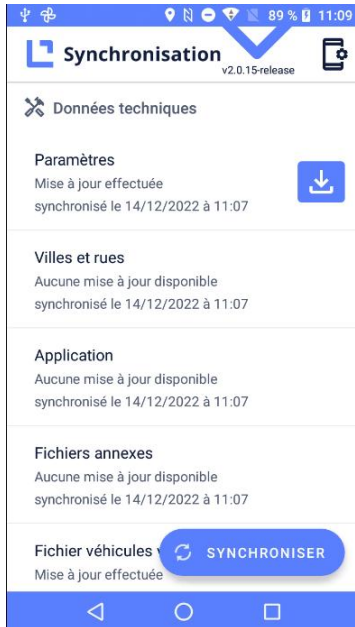 89 % 11:09
Synchronisation
v2.0.15-release
Données techniques
Paramètres
Mise à jour effectuée
synchronisé le 14/12/2022 à 11:07
Villes et rues
Aucune mise à jour disponible
synchronisé le 14/12/2022 à 11:07
Application
Aucune mise à jour disponible
synchronisé le 14/12/2022 à 11:07
Fichiers annexes
Aucune mise à jour disponible
synchronisé le 14/12/2022 à 11:07
Fichier véhicules
SYNCHRONISER
Mise à jour effectuée